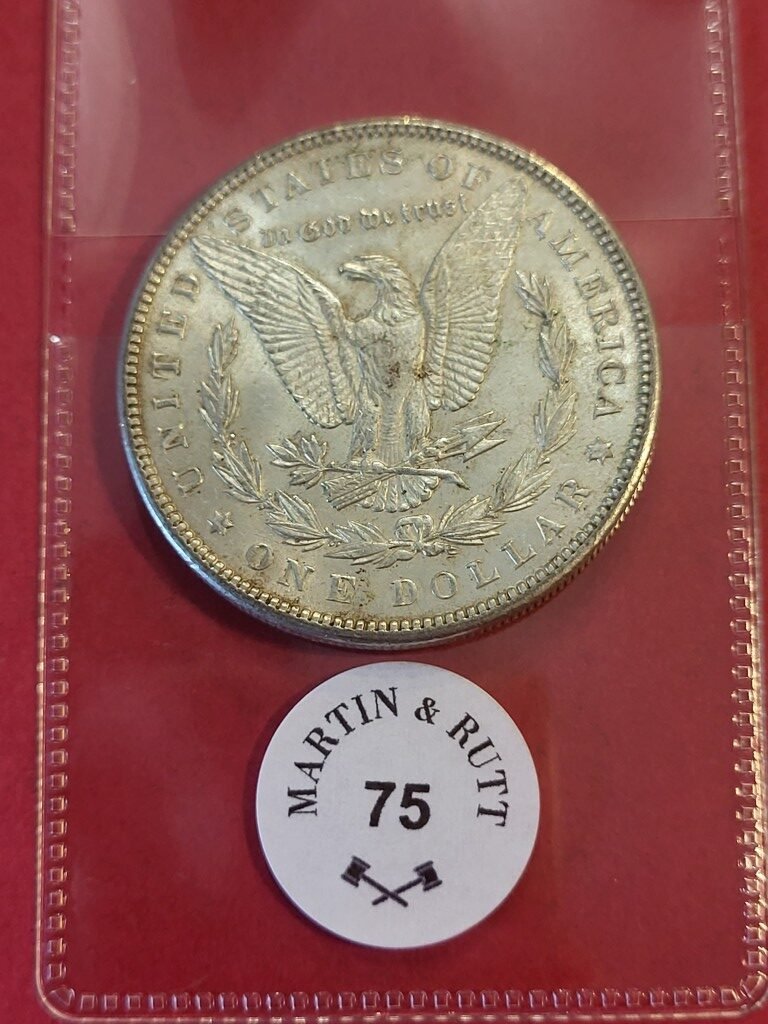 UNITED STATES OF AMERICA
In God we trust
ONE DOLLAR
MARTIN & RUTT
75